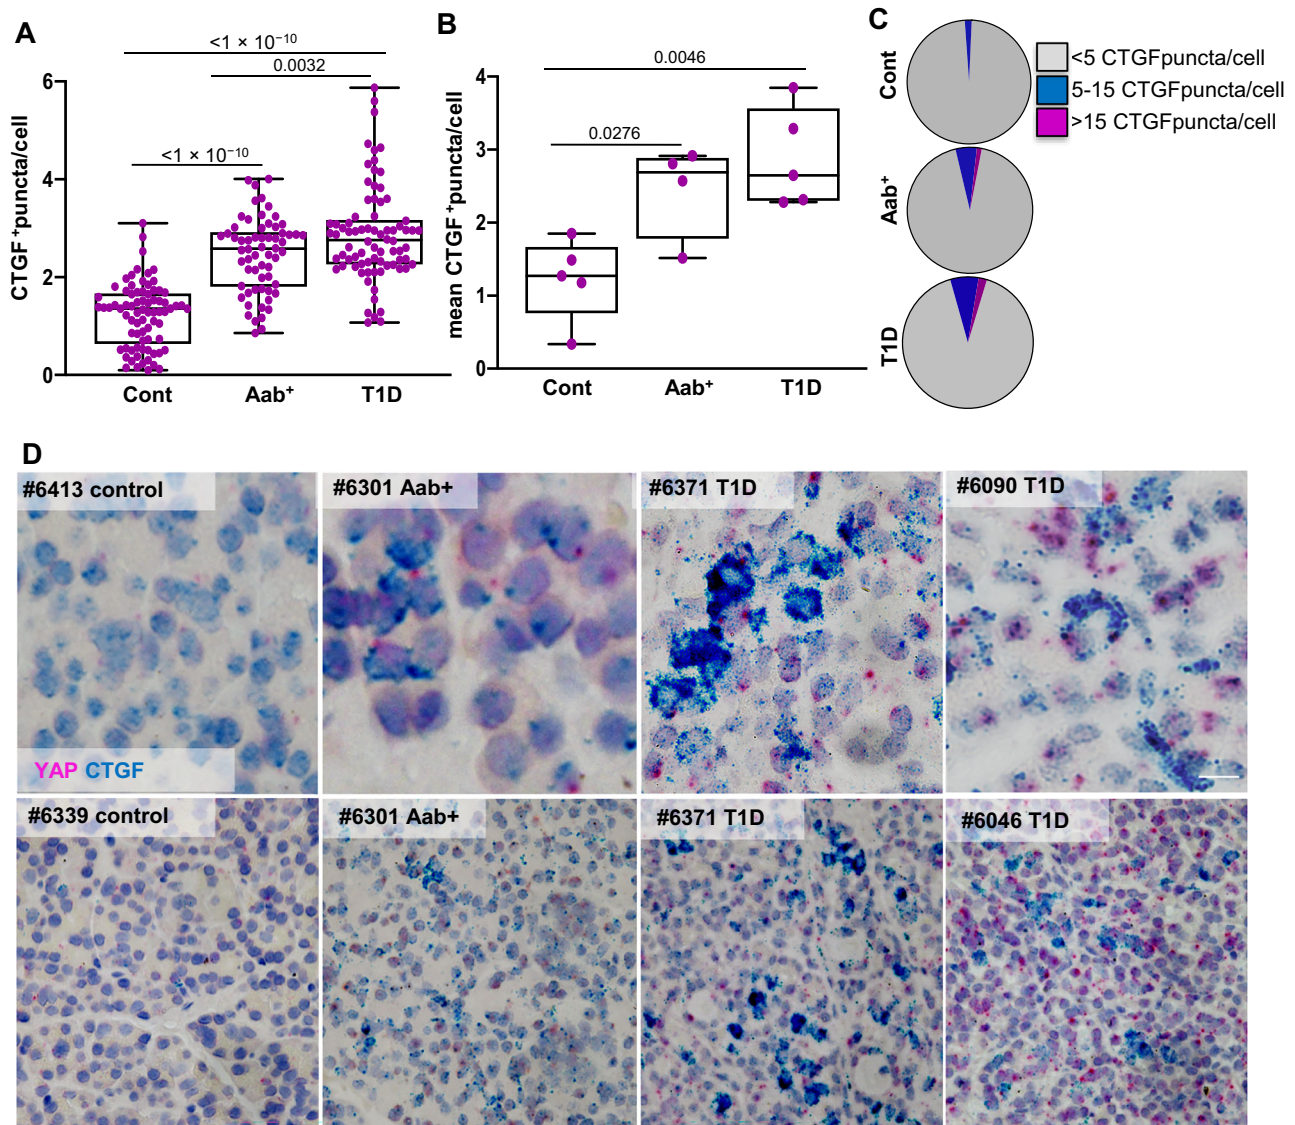 A
<1 × 10⁻¹⁰
0.0032
<1 × 10⁻¹⁰
CTGF⁺puncta/cell
6
4
2
0
Cont
Aab⁺
T1D
B
0.0046
0.0276
mean CTGF⁺puncta/cell
4
3
2
1
0
Cont
Aab⁺
T1D
C
Cont
Aab⁺
T1D
<5 CTGFpuncta/cell
5-15 CTGFpuncta/cell
>15 CTGFpuncta/cell
D
#6413 control
#6301 Aab+
#6371 T1D
#6090 T1D
YAP CTGF
#6339 control
#6301 Aab+
#6371 T1D
#6046 T1D